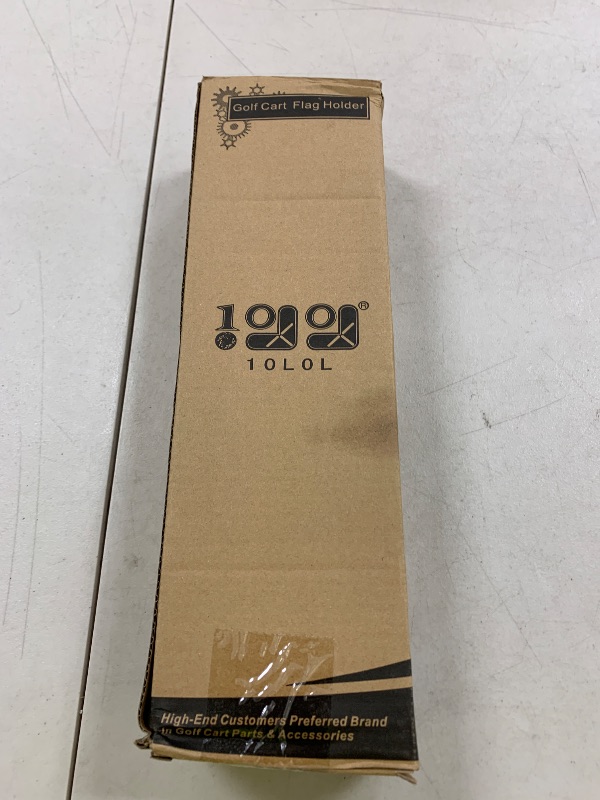 Golf Cart Flag Holder
®
10L0L
High-End Customers Preferred Brand
in Golf Cart Parts & Accessories